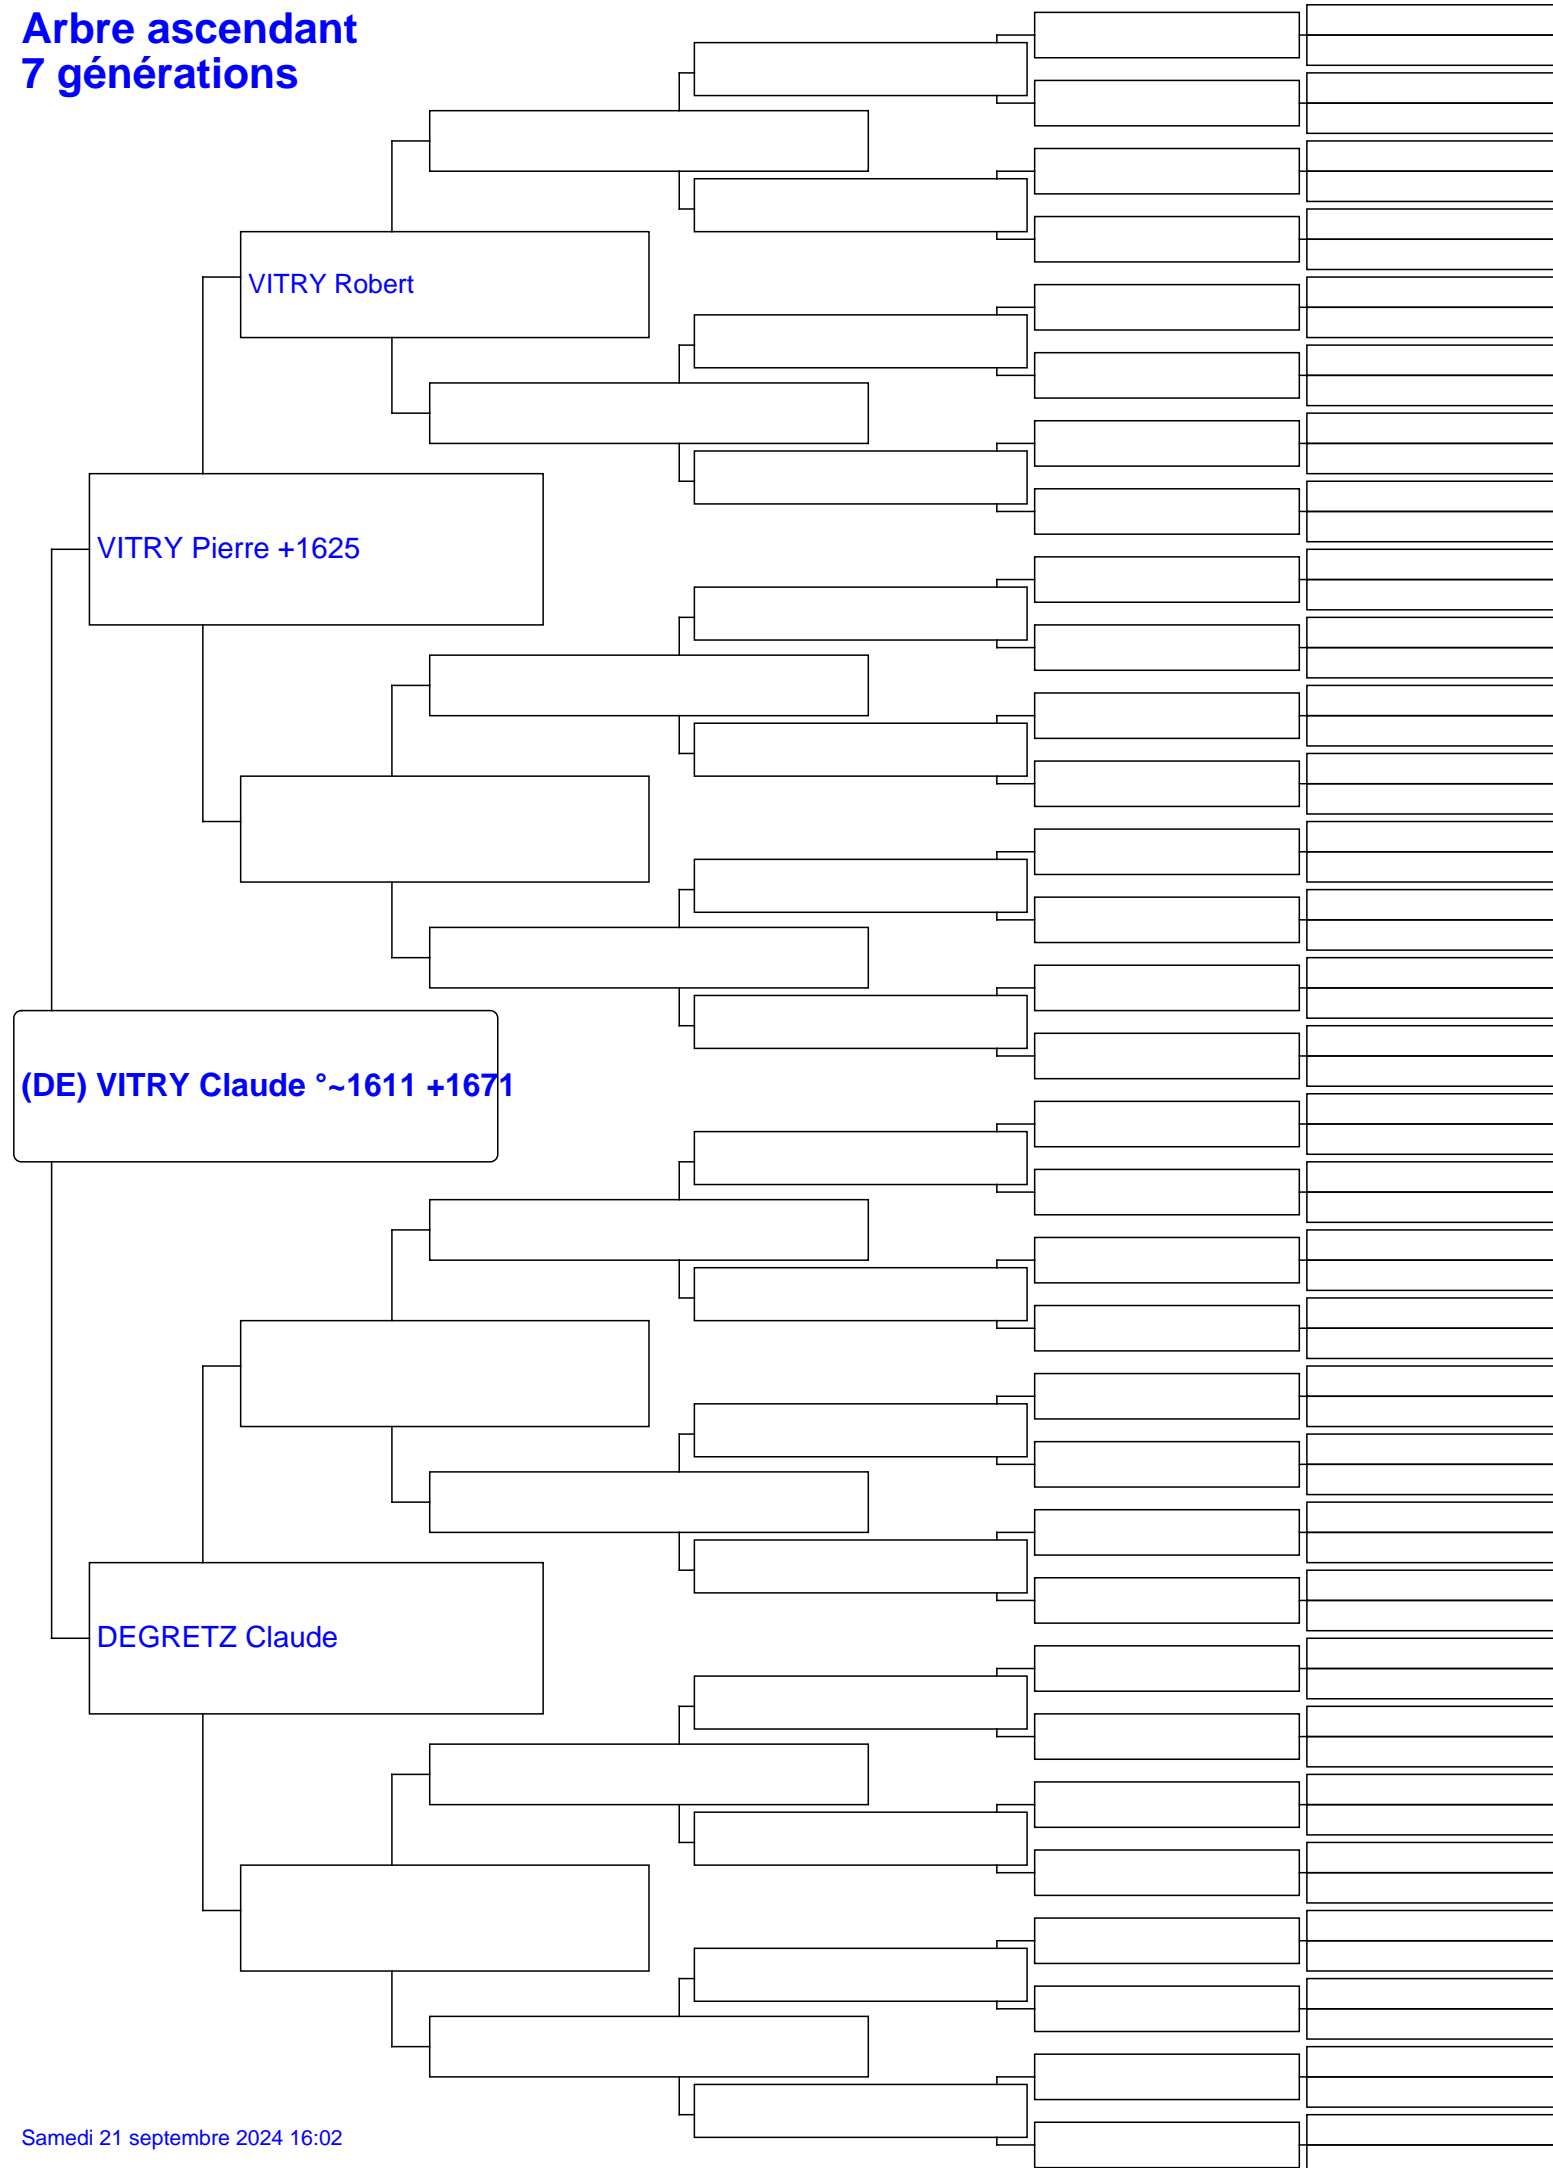 Arbre ascendant
7 générations
VITRY Robert
VITRY Pierre +1625
(DE) VITRY Claude °~1611 +1671
DEGRETZ Claude
Samedi 21 septembre 2024 16:02